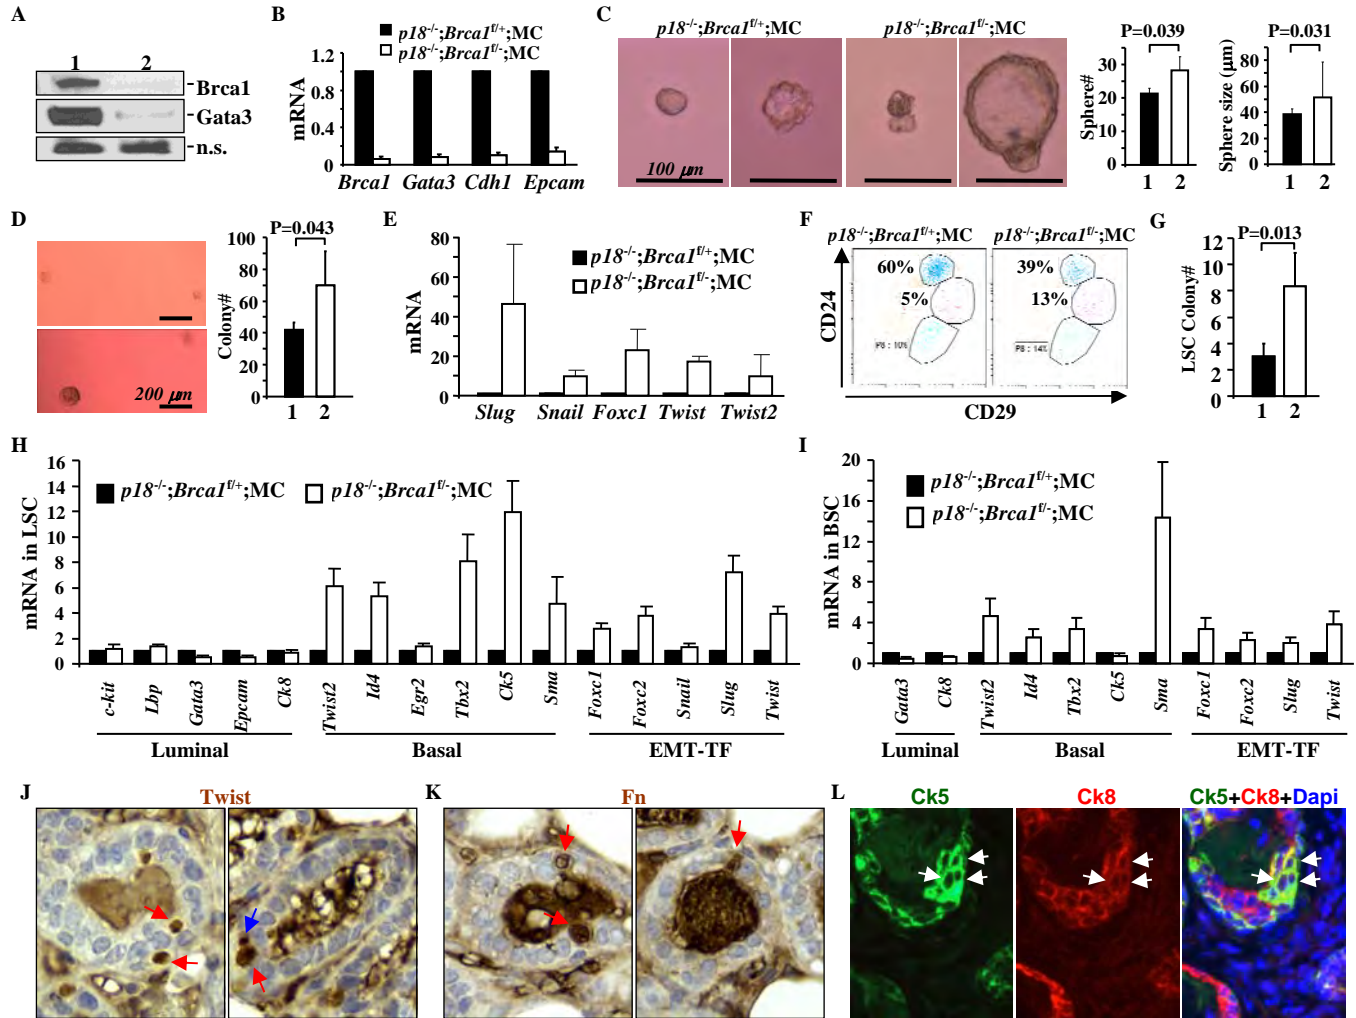 A
1 2
Brca1
Gata3
n.s.
B
p18-/-;Brca1f/+;MC
p18-/-;Brca1f/-;MC
mRNA
1.2
0.8
0.4
0
Brca1 Gata3 Cdh1 Epcam
C
p18-/-;Brca1f/+;MC p18-/-;Brca1f/-;MC
100 µm
P=0.039
Sphere#
30
20
10
0
1 2
P=0.031
Sphere size (µm)
80
60
40
20
0
1 2
D
200 µm
P=0.043
Colony#
100
80
60
40
20
0
1 2
E
p18-/-;Brca1f/+;MC
p18-/-;Brca1f/-;MC
mRNA
80
60
40
20
0
Slug Snail Foxc1 Twist Twist2
F
p18-/-;Brca1f/+;MC p18-/-;Brca1f/-;MC
CD24
60%
5%
P8 : 10%
39%
13%
P8 : 14%
CD29
G
P=0.013
LSC Colony#
12
10
8
6
4
2
0
1 2
H
p18-/-;Brca1f/+;MC p18-/-;Brca1f/-;MC
mRNA in LSC
16
14
12
10
8
6
4
2
0
c-kit Lbp Gata3 Epcam Ck8 Twist2 Id4 Egr2 Tbx2 Ck5 Sma Foxc1 Foxc2 Snail Slug Twist
Luminal Basal EMT-TF
I
p18-/-;Brca1f/+;MC
p18-/-;Brca1f/-;MC
mRNA in BSC
20
16
12
8
4
0
Gata3 Ck8 Twist2 Id4 Tbx2 Ck5 Sma Foxc1 Foxc2 Slug Twist
Luminal Basal EMT-TF
J
Twist
K
Fn
L
Ck5 Ck8 Ck5+Ck8+Dapi